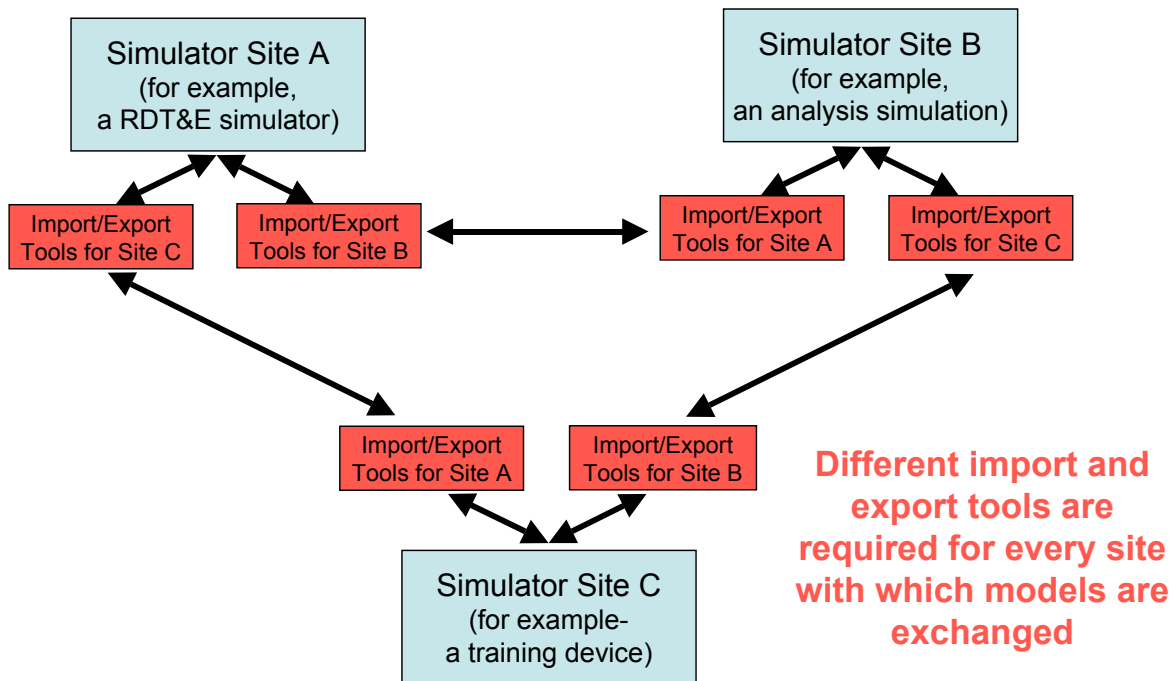 Simulator Site A
(for example,
a RDT&E simulator)
Simulator Site B
(for example,
an analysis simulation)
Import/Export
Tools for Site C
Import/Export
Tools for Site B
Import/Export
Tools for Site A
Import/Export
Tools for Site C
Import/Export
Tools for Site A
Import/Export
Tools for Site B
Different import and
export tools are
required for every site
with which models are
exchanged
Simulator Site C
(for example-
a training device)